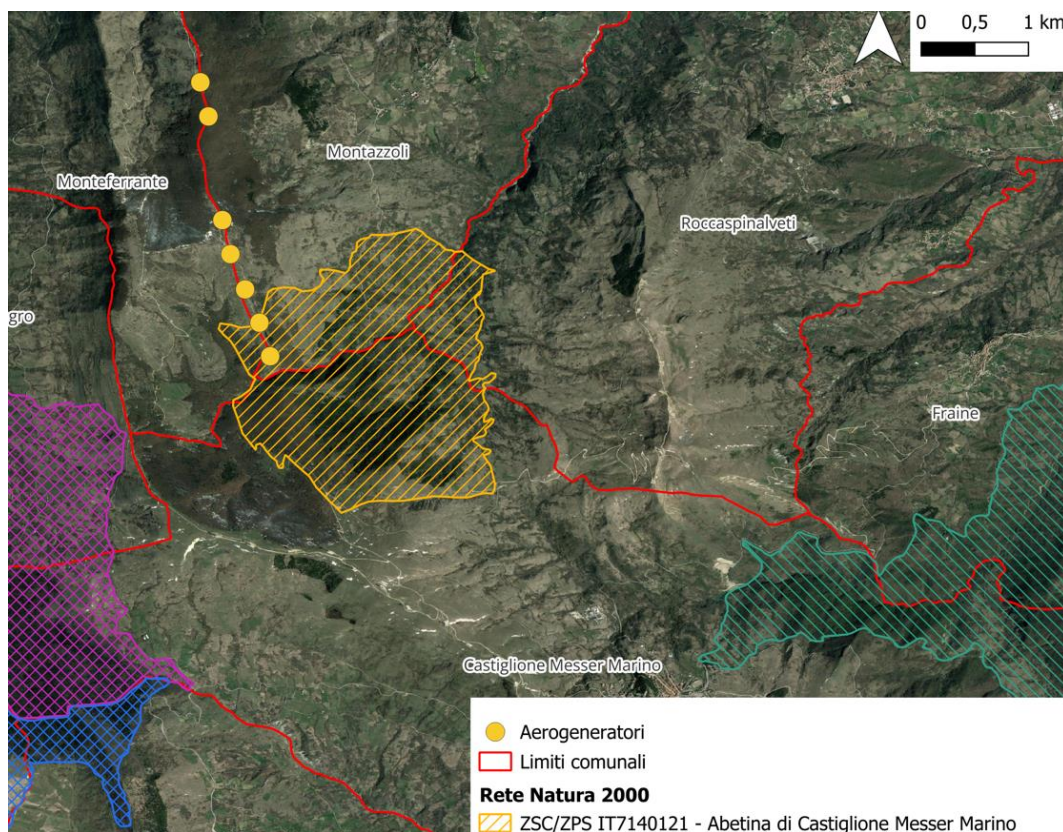 0 0,5 1 km
Montazzoli
Monteferrante
Roccaspinalveti
gro
Fraine
Castiglione Messer Marino
Aerogeneratori
Limiti comunali
Rete Natura 2000
ZSC/ZPS IT7140121 - Abetina di Castiglione Messer Marino